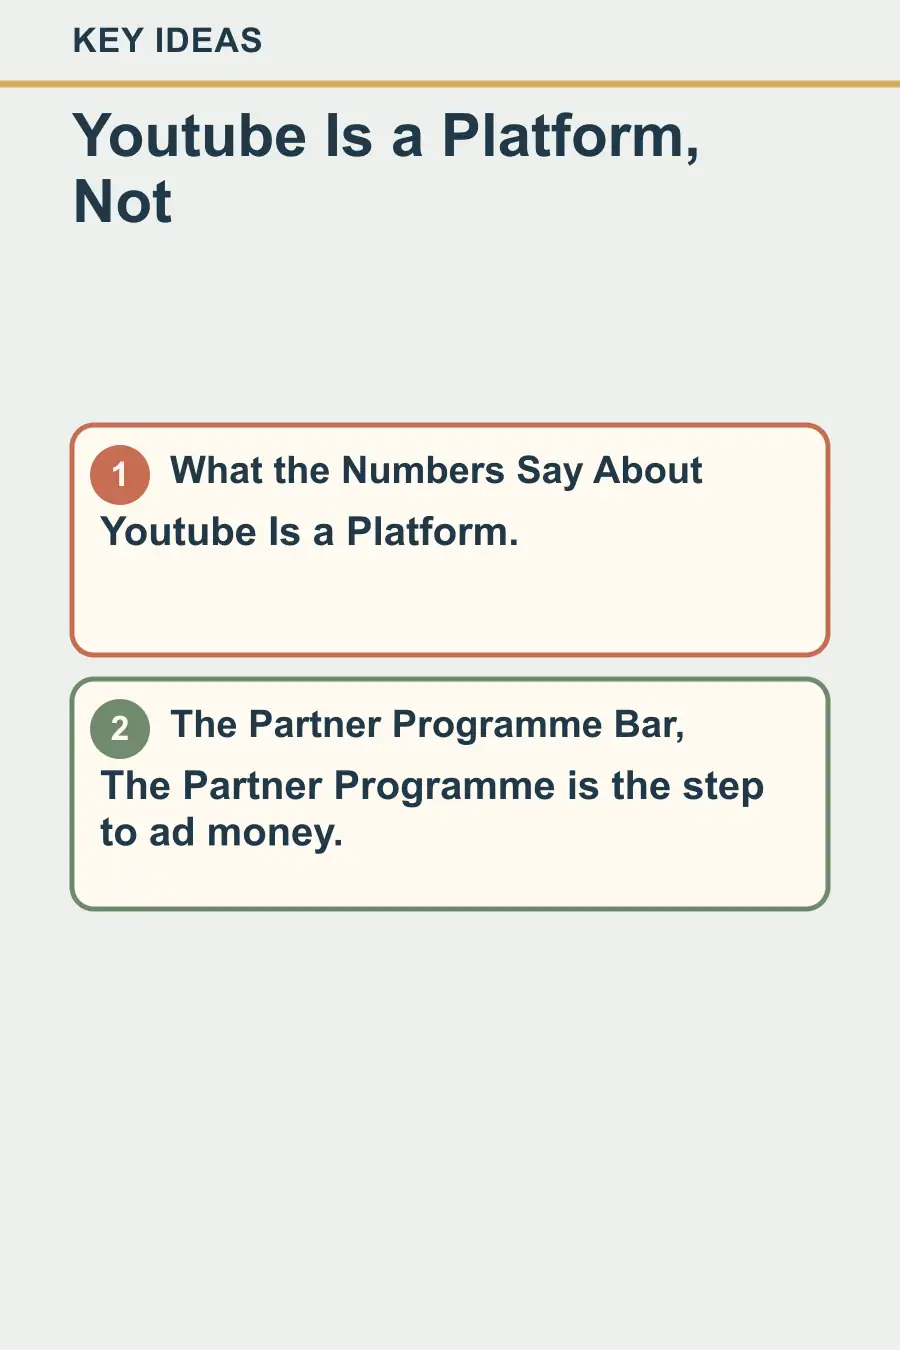 KEY IDEAS
Youtube Is a Platform,
Not
1 What the Numbers Say About
Youtube Is a Platform.
2 The Partner Programme Bar,
The Partner Programme is the step
to ad money.